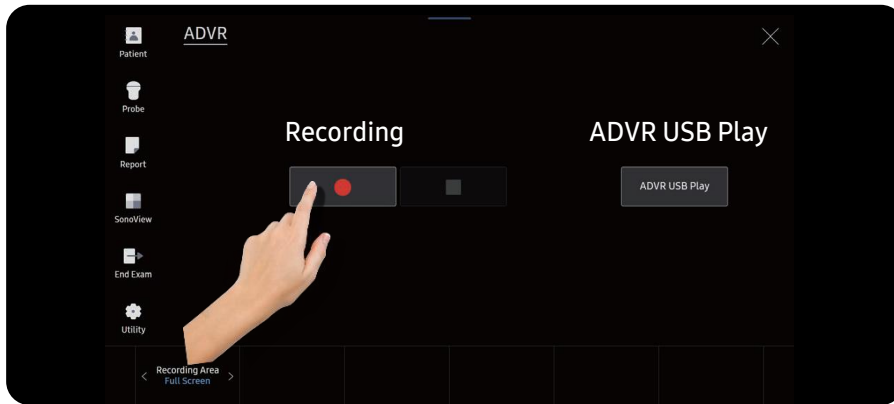 ADVR
Patient
Probe
Report
SonoView
End Exam
Utility
Recording
ADVR USB Play
ADVR USB Play
Recording Area
Full Screen